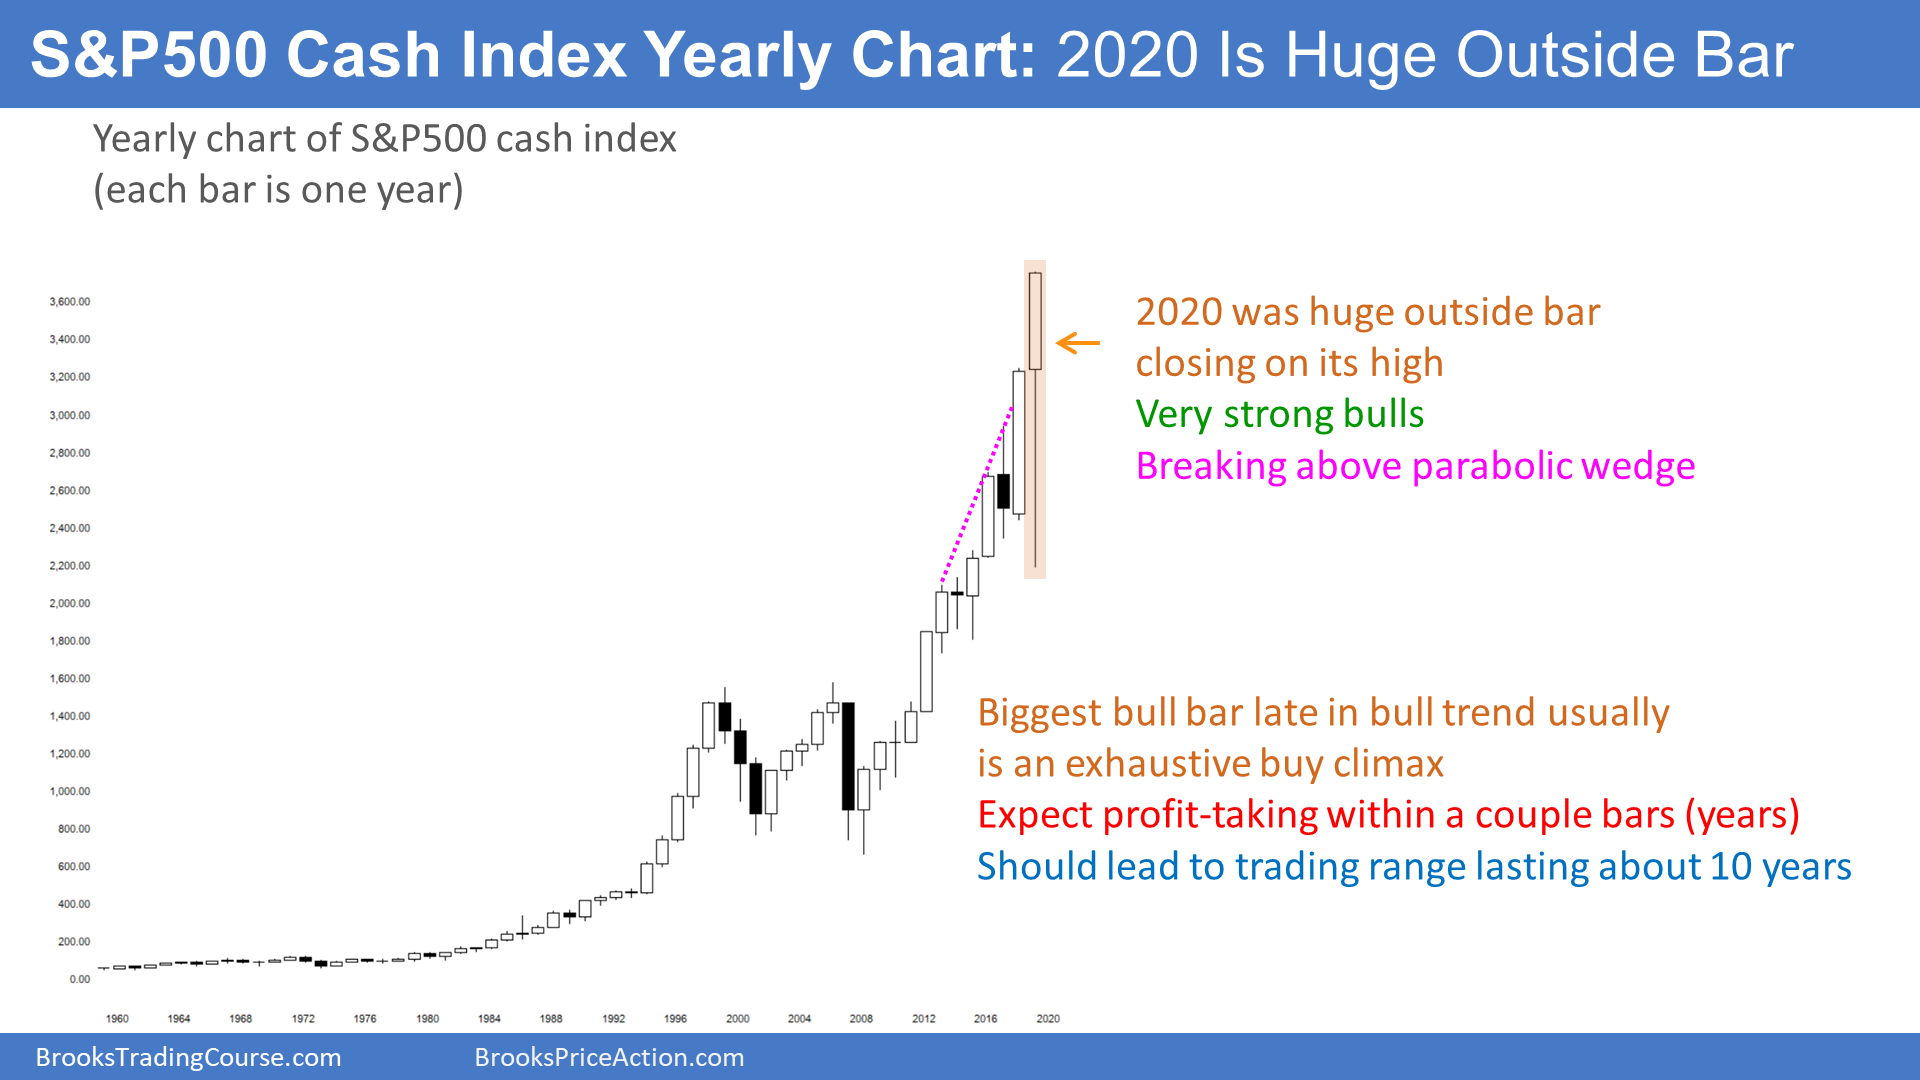 S&P500 Cash Index Yearly Chart: 2020 Is Huge Outside Bar
Yearly chart of S&P500 cash index
(each bar is one year)
3,600.00
3,400.00
3,200.00
3,000.00
2,800.00
2,600.00
2,400.00
2,200.00
2,000.00
1,800.00
1,600.00
1,400.00
1,200.00
1,000.00
800.00
600.00
400.00
200.00
0.00
2020 was huge outside bar
closing on its high
Very strong bulls
Breaking above parabolic wedge
Biggest bull bar late in bull trend usually
is an exhaustive buy climax
Expect profit-taking within a couple bars (years)
Should lead to trading range lasting about 10 years
1960 1964 1968 1972 1976 1980 1984 1988 1992 1996 2000 2004 2008 2012 2016 2020
BrooksTradingCourse.com BrooksPriceAction.com